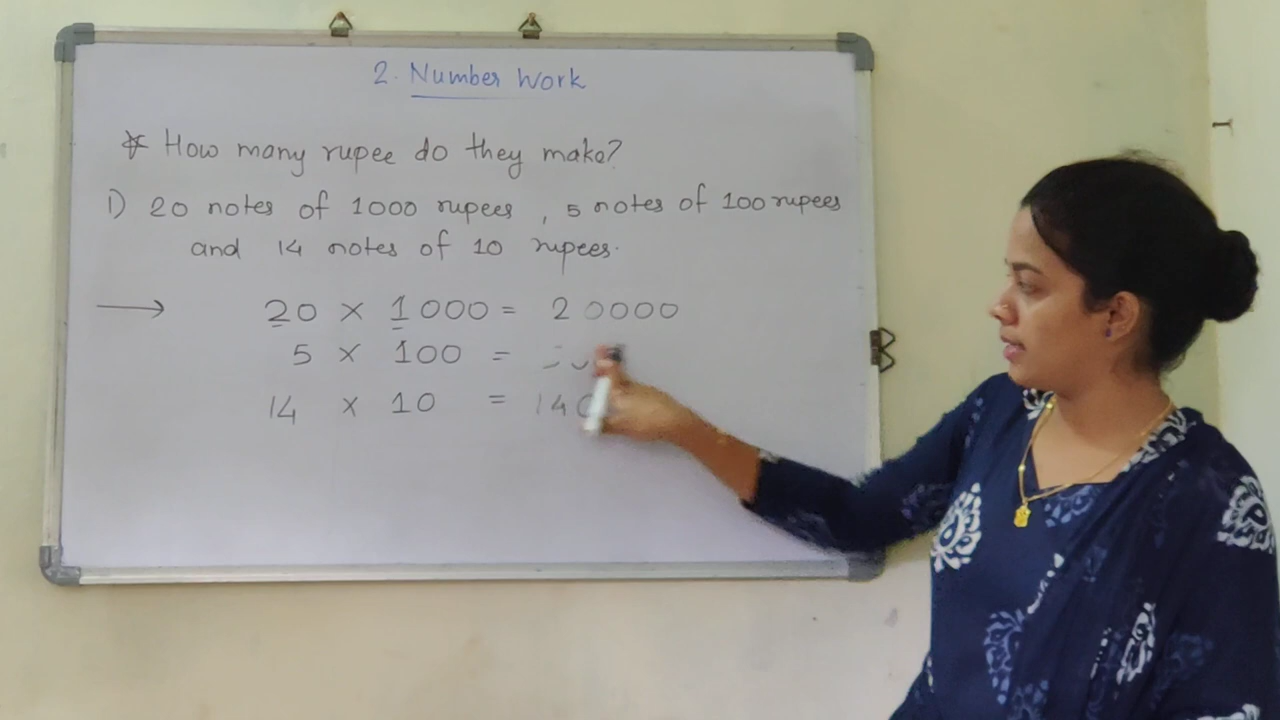 2. Number Work
* How many rupee do they make?
1) 20 notes of 1000 rupees, 5 notes of 100 rupees
and 14 notes of 10 rupees.
→ 20 × 1000 = 20000
5 × 100 =
14 × 10 = 140